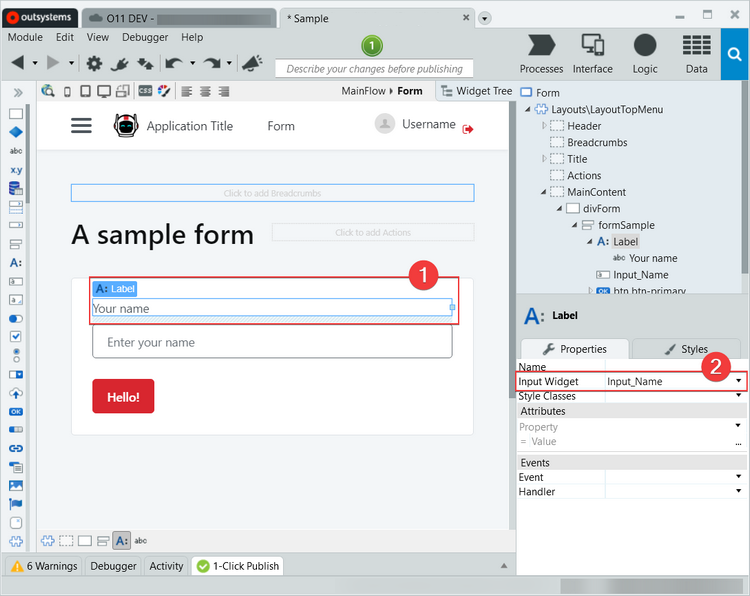 outsystems
O11 DEV -
* Sample
Module Edit View Debugger Help
1
Describe your changes before publishing
Processes Interface Logic Data
MainFlow Form
Widget Tree
CSS
Application Title Form Username
Click to add Breadcrumbs
A sample form
Click to add Actions
1
A: Label
Your name
Enter your name
Hello!
abc
x,y
A:
OK
A: abc
Form
Layouts\LayoutTopMenu
Header
Breadcrumbs
Title
Actions
MainContent
divForm
formSample
A: Label
abc Your name
Input_Name
OK btn btn-primary
A: Label
Properties Styles
2
Name
Input Widget Input_Name
Style Classes
Attributes
Property
= Value ...
Events
Event
Handler
6 Warnings Debugger Activity 1-Click Publish